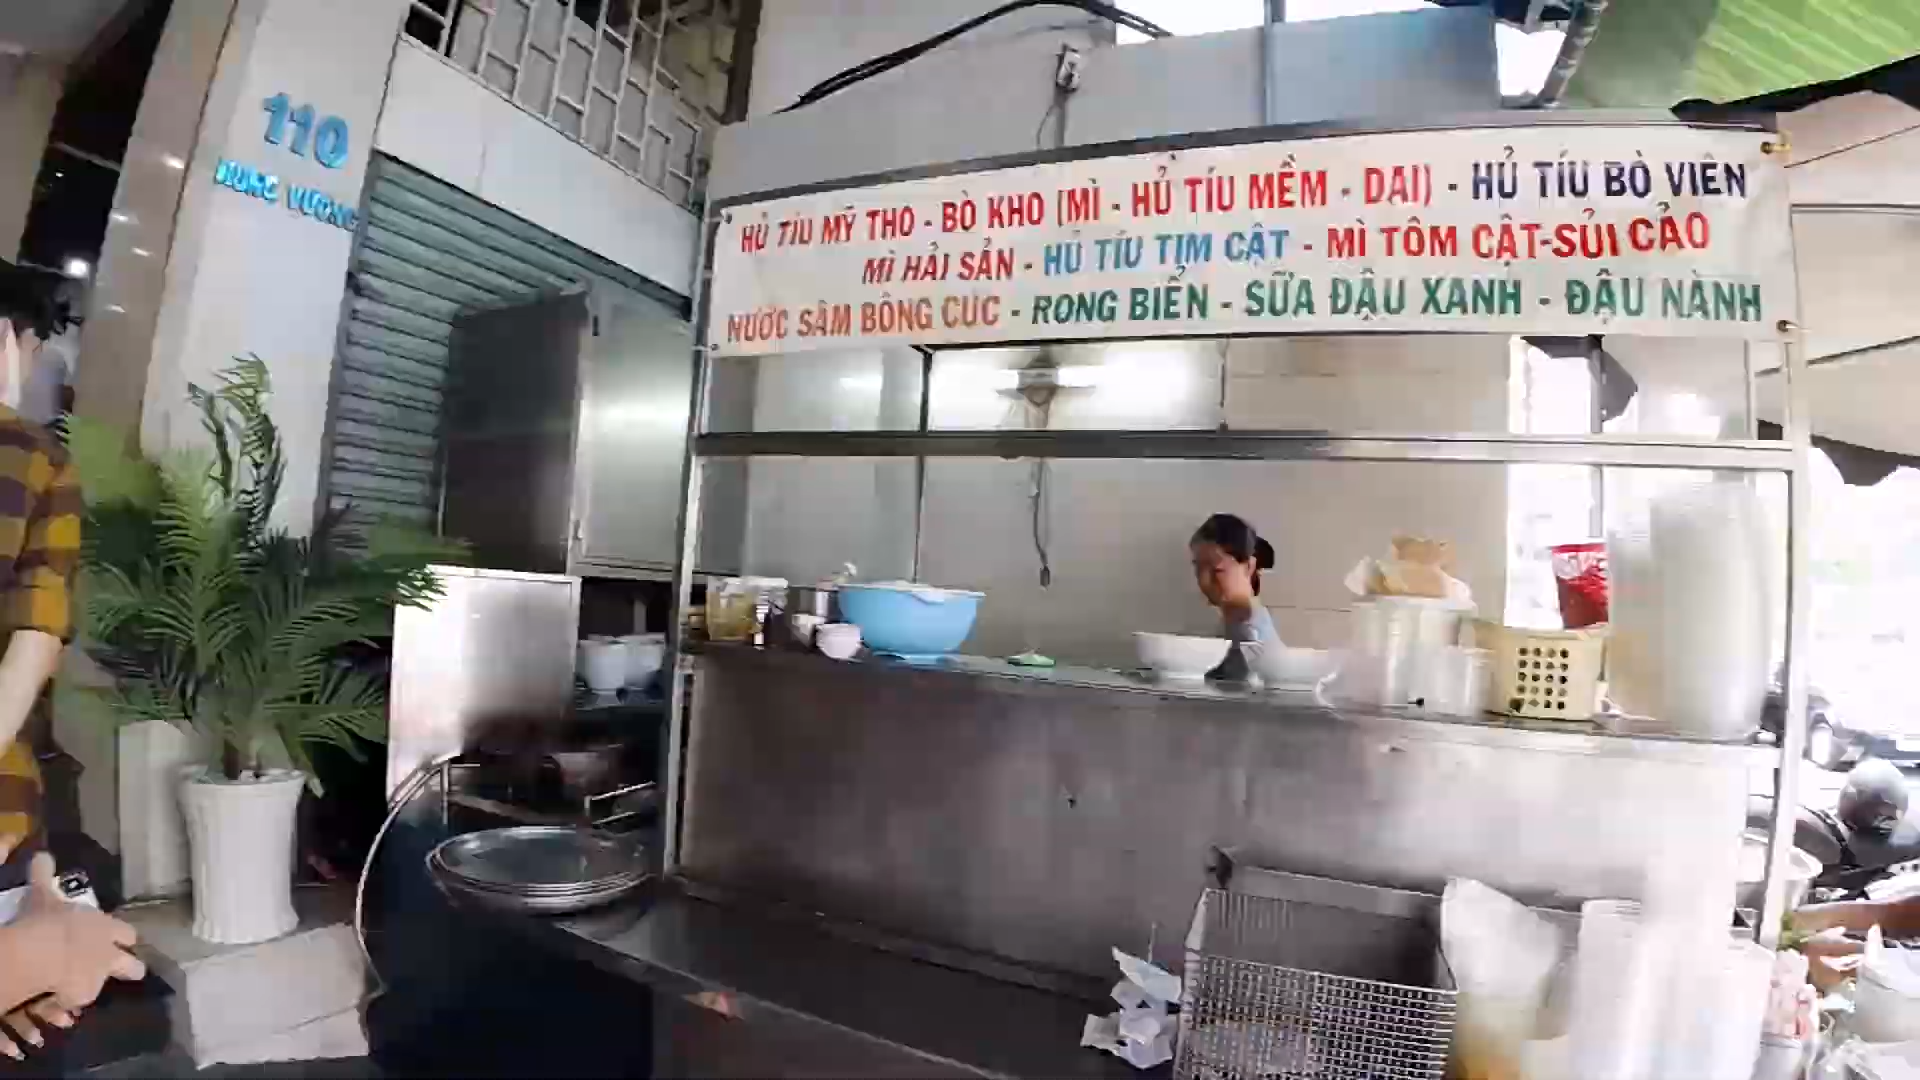 110
HÙNG VƯƠNG
HỦ TÍU MỸ THO - BÒ KHO (MÌ - HỦ TÍU MỀM - DAI) - HỦ TÍU BÒ VIÊN
MÌ HẢI SẢN - HỦ TÍU TIM CẬT - MÌ TÔM CẬT-SỦI CẢO
NƯỚC SÂM BÔNG CÚC - RONG BIỂN - SỮA ĐẬU XANH - ĐẬU NÀNH